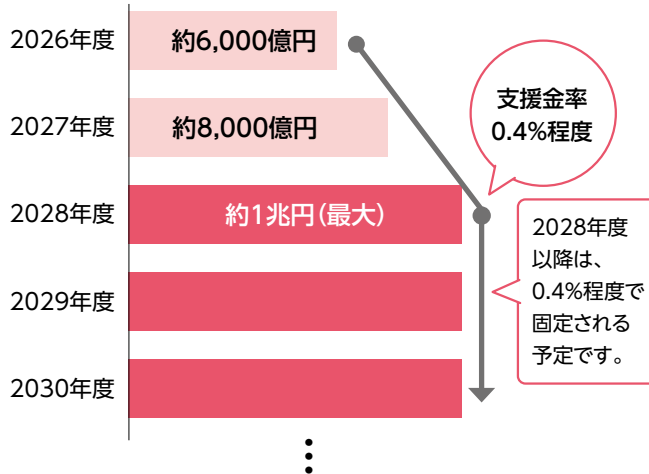 2026年度
約6,000億円
2027年度
約8,000億円
支援金率
0.4%程度
2028年度
約1兆円(最大)
2028年度
以降は、
0.4%程度で
固定される
予定です。
2029年度
2030年度